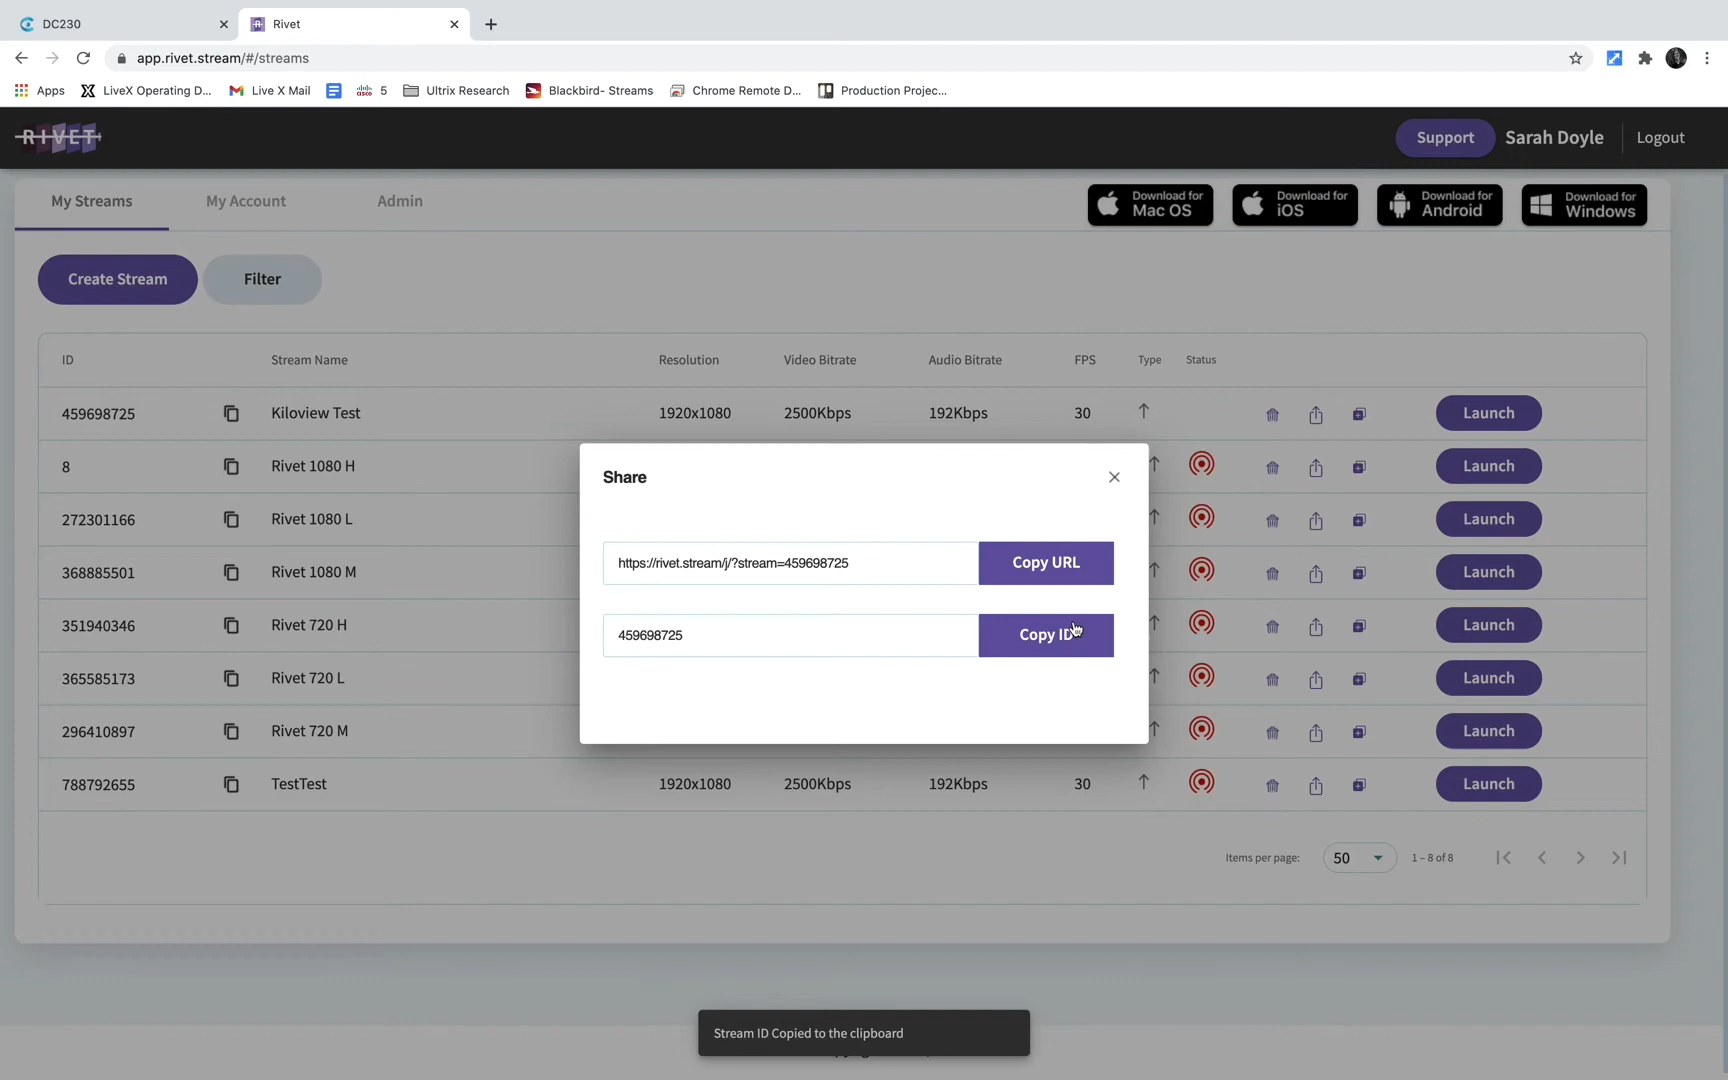 DC230
Rivet
app.rivet.stream/#/streams
Apps
LiveX Operating D...
Live X Mail
5
Ultrix Research
Blackbird- Streams
Chrome Remote D...
Production Projec...
RIVET
Support
Sarah Doyle
Logout
My Streams
My Account
Admin
Download for Mac OS
Download for iOS
Download for Android
Download for Windows
Create Stream
Filter
ID Stream Name Resolution Video Bitrate Audio Bitrate FPS Type Status
459698725 Kiloview Test 1920x1080 2500Kbps 192Kbps 30 Launch
8 Rivet 1080 H Launch
272301166 Rivet 1080 L Launch
368885501 Rivet 1080 M Launch
351940346 Rivet 720 H Launch
365585173 Rivet 720 L Launch
296410897 Rivet 720 M Launch
788792655 TestTest 1920x1080 2500Kbps 192Kbps 30 Launch
Share
https://rivet.stream/j/?stream=459698725
Copy URL
459698725
Copy ID
Items per page: 50 1 – 8 of 8
Stream ID Copied to the clipboard